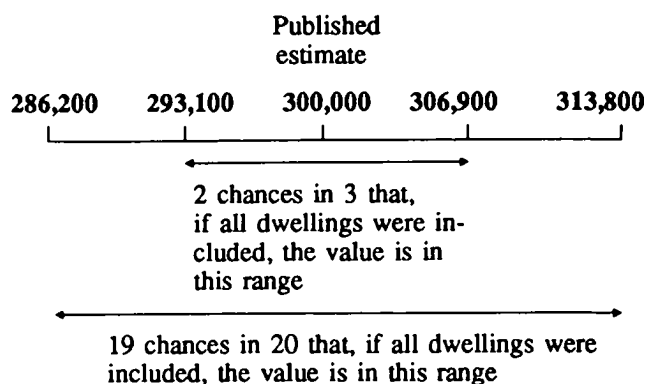 Published
estimate
286,200 293,100 300,000 306,900 313,800
2 chances in 3 that,
if all dwellings were in-
cluded, the value is in
this range
19 chances in 20 that, if all dwellings were
included, the value is in this range